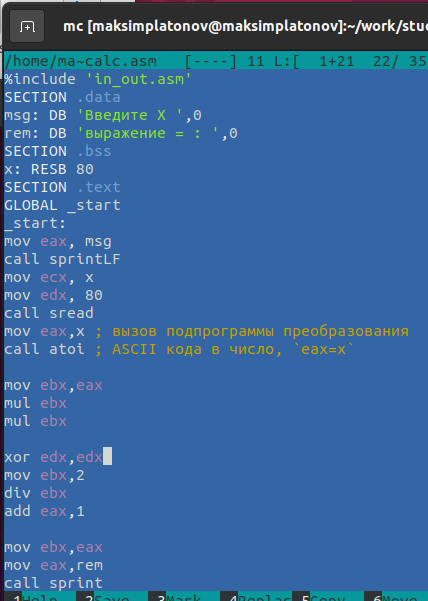 mc [maksimplatonov@maksimplatonov]:~/work/stu
/home/ma~calc.asm [----] 11 L:[ 1+21 22/ 35
%include 'in_out.asm'
SECTION .data
msg: DB 'Введите X ',0
rem: DB 'выражение = : ',0
SECTION .bss
x: RESB 80
SECTION .text
GLOBAL _start
_start:
mov eax, msg
call sprintLF
mov ecx, x
mov edx, 80
call sread
mov eax,x ; вызов подпрограммы преобразования
call atoi ; ASCII кода в число, `eax=x`
mov ebx,eax
mul ebx
mul ebx
xor edx,edx
mov ebx,2
div ebx
add eax,1
mov ebx,eax
mov eax,rem
call sprint
1Help 2Save 3Mark 4Replac 5Copy 6Move